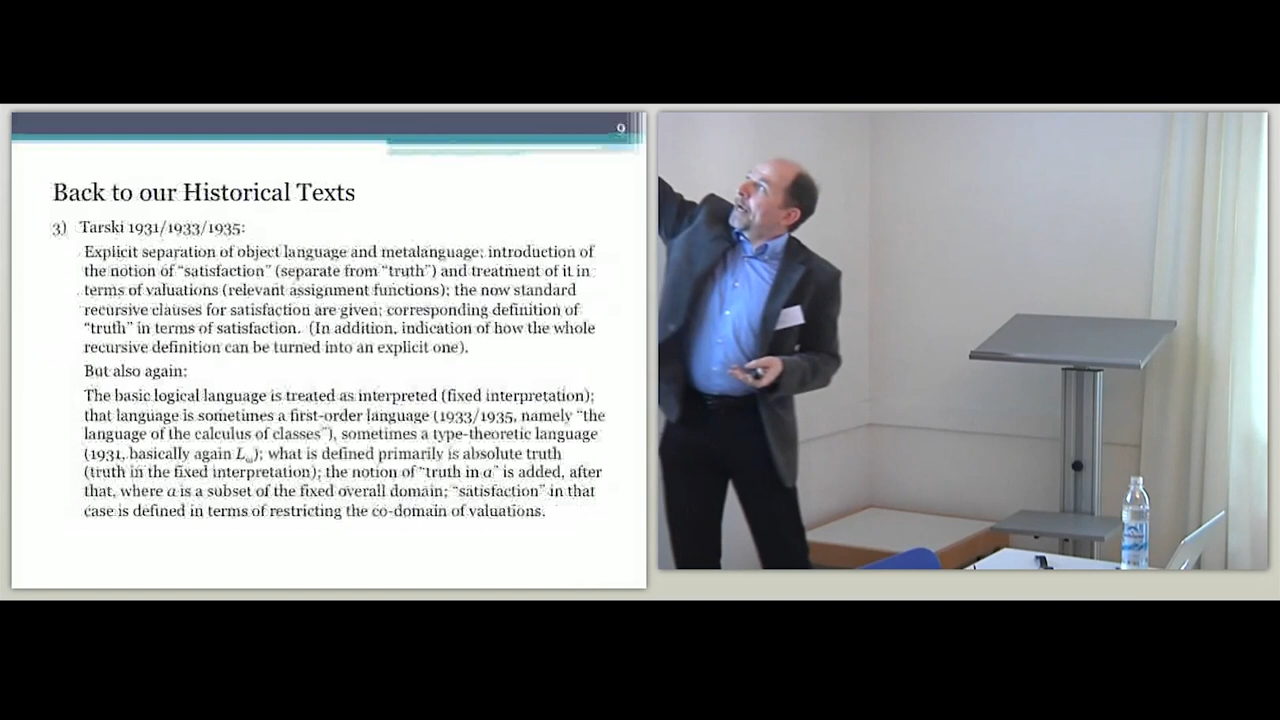 9
Back to our Historical Texts
3) Tarski 1931/1933/1935:
Explicit separation of object language and metalanguage; introduction of
the notion of “satisfaction” (separate from “truth”) and treatment of it in
terms of valuations (relevant assignment functions); the now standard
recursive clauses for satisfaction are given; corresponding definition of
“truth” in terms of satisfaction. (In addition, indication of how the whole
recursive definition can be turned into an explicit one).
But also again:
The basic logical language is treated as interpreted (fixed interpretation);
that language is sometimes a first-order language (1933/1935, namely “the
language of the calculus of classes”), sometimes a type-theoretic language
(1931, basically again Lω); what is defined primarily is absolute truth
(truth in the fixed interpretation); the notion of “truth in a” is added, after
that, where a is a subset of the fixed overall domain; “satisfaction” in that
case is defined in terms of restricting the co-domain of valuations.